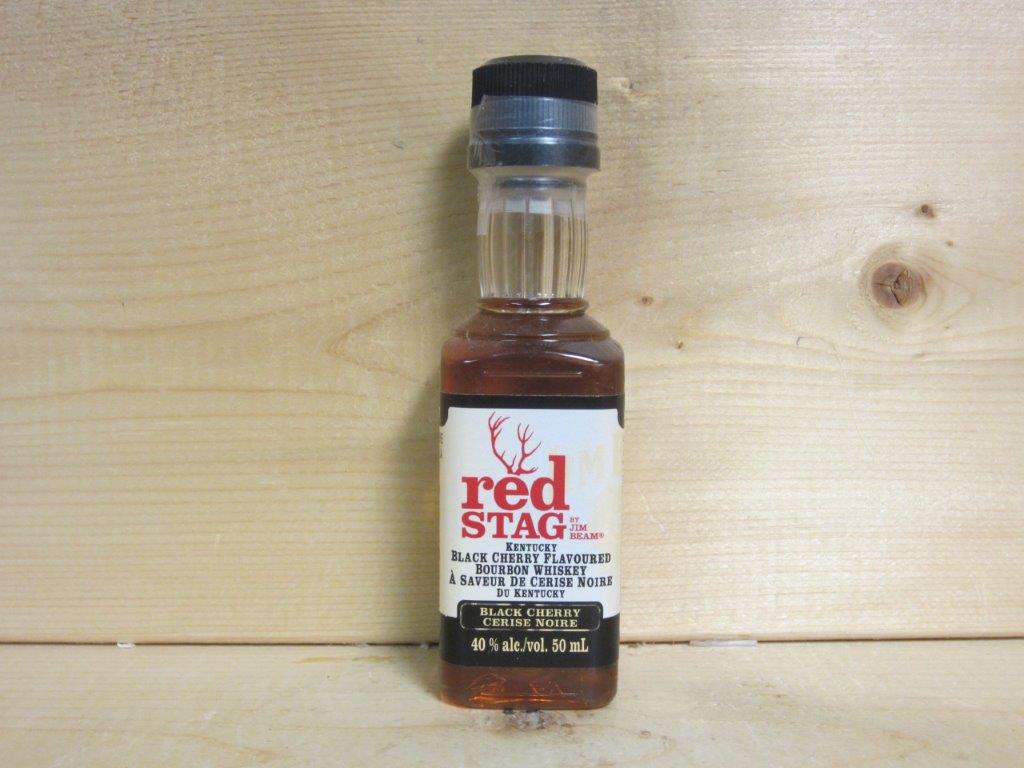 red
STAG BY JIM BEAM®
KENTUCKY
BLACK CHERRY FLAVOURED
BOURBON WHISKEY
À SAVEUR DE CERISE NOIRE
DU KENTUCKY
BLACK CHERRY
CERISE NOIRE
40 % alc./vol. 50 mL